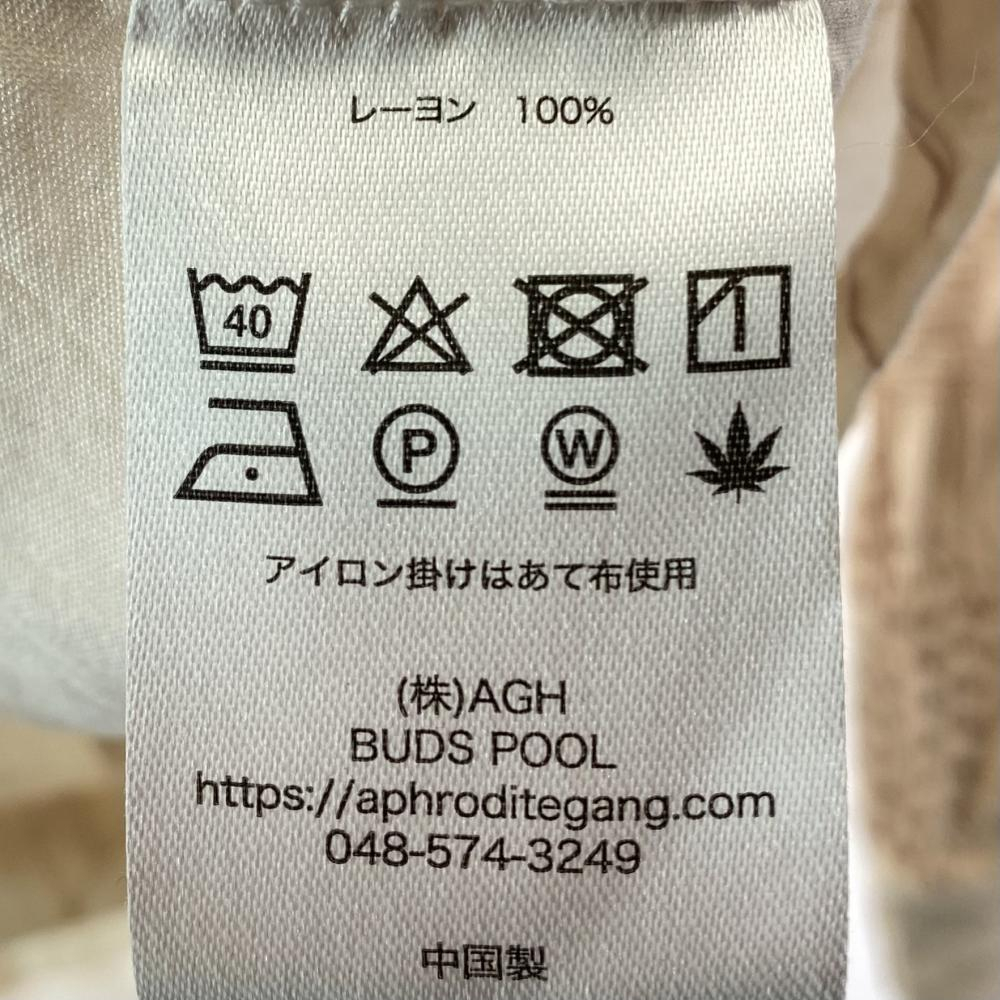 レーヨン 100%
40
P W
アイロン掛けはあて布使用
(株)AGH
BUDS POOL
https://aphroditegang.com
048-574-3249
中国製